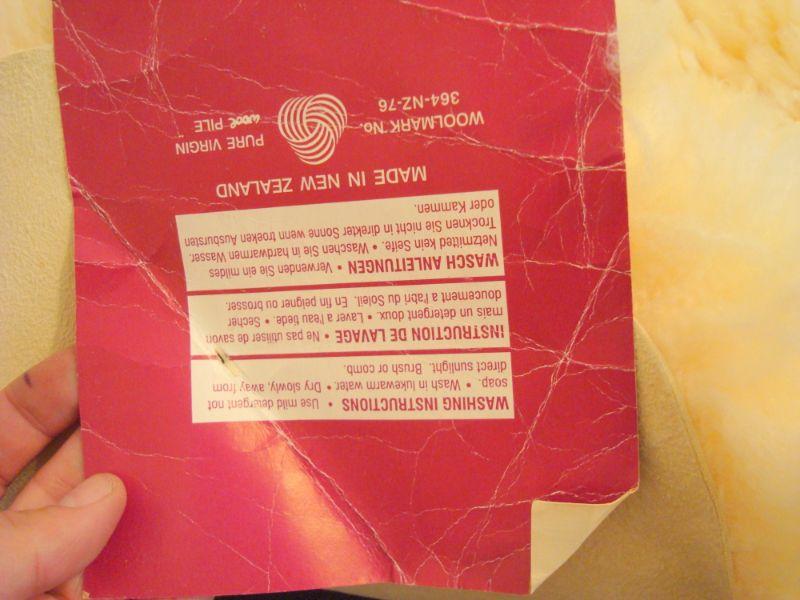 WASHING INSTRUCTIONS • Use mild detergent not
soap. • Wash in lukewarm water. • Dry slowly, away from
direct sunlight. Brush or comb.
INSTRUCTION DE LAVAGE • Ne pas utiliser de savon
mais un detergent doux. • Laver a l'eau tiede. • Secher
doucement a l'abri du Soleil. En fin peigner ou brosser.
WASCH ANLEITUNGEN • Verwenden Sie ein mildes
Netzmitted kein Seife. • Waschen Sie in hardwarmen Wasser.
Trocknen Sie nicht in direkter Sonne wenn troeken Ausbursten
oder Kammen.
MADE IN NEW ZEALAND
WOOLMARK No.
364-NZ-76
PURE VIRGIN
wool PILE